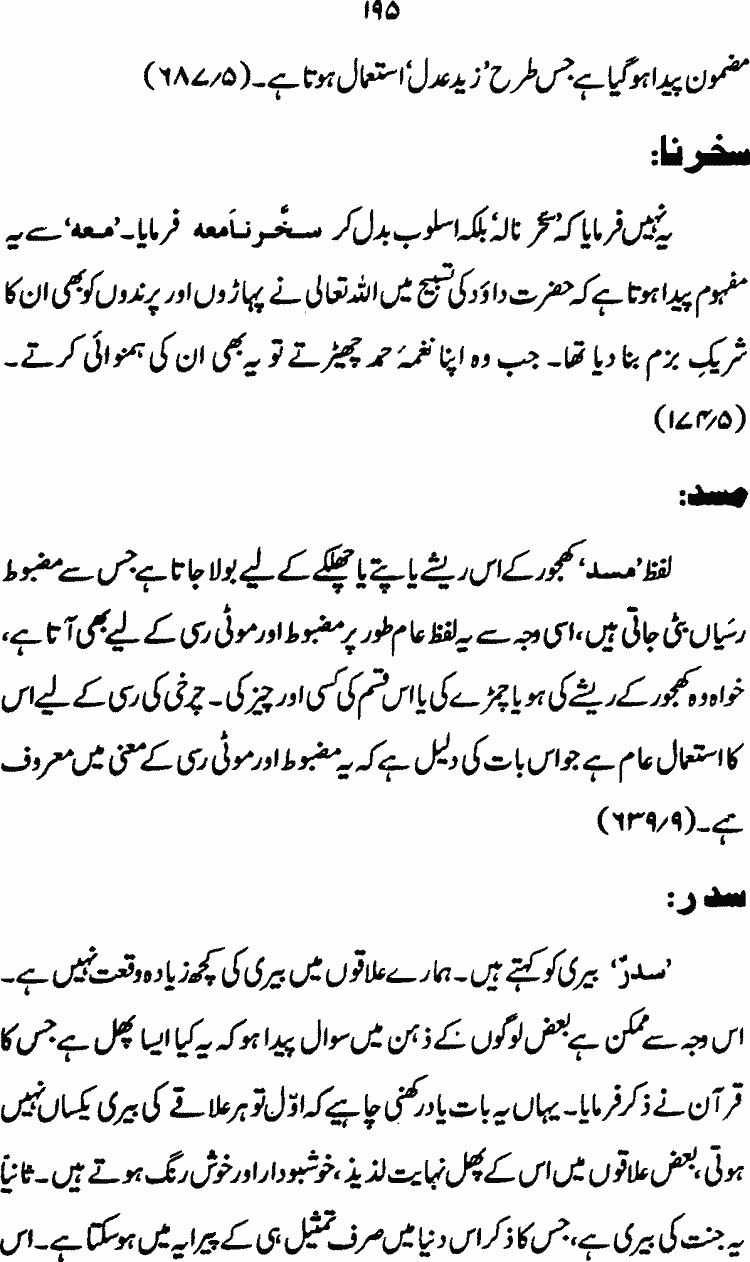 ۱۹۵
مضمون پیدا ہو گیا ہے جس طرح ’زید عدل‘ استعمال ہوتا ہے۔ (۶۸۷/۵)
سخرنا:
یہ نہیں فرمایا کہ ’سخر نالہ‘ بلکہ اسلوب بدل کر سخّرنا مَعه فرمایا۔ ’معه‘ سے یہ
مفہوم پیدا ہوتا ہے کہ حضرت داؤد کی تسبیح میں اللہ تعالی نے پہاڑوں اور پرندوں کو بھی ان کا
شریکِ بزم بنا دیا تھا۔ جب وہ اپنا نغمۂ حمد چھیڑتے تو یہ بھی ان کی ہمنوائی کرتے۔
(۱۷۴/۵)
مسد:
لفظ ’مسد‘ کھجور کے اس ریشے یا پتے یا چھلکے کے لیے بولا جاتا ہے جس سے مضبوط
رسّیاں بٹی جاتی ہیں، اسی وجہ سے یہ لفظ عام طور پر مضبوط اور موٹی رسی کے لیے بھی آتا ہے،
خواہ وہ کھجور کے ریشے کی ہو یا چمڑے کی یا اس قسم کی کسی اور چیز کی۔ چرخی کی رسی کے لیے اس
کا استعمال عام ہے جو اس بات کی دلیل ہے کہ یہ مضبوط اور موٹی رسی کے معنی میں معروف
ہے۔ (۶۳۹/۹)
سدر:
’سدرٌ‘ بیری کو کہتے ہیں۔ ہمارے علاقوں میں بیری کی کچھ زیادہ وقعت نہیں ہے۔
اس وجہ سے ممکن ہے بعض لوگوں کے ذہن میں سوال پیدا ہو کہ یہ کیا ایسا پھل ہے جس کا
قرآن نے ذکر فرمایا۔ یہاں یہ بات یاد رکھنی چاہیے کہ اوّل تو ہر علاقے کی بیری یکساں نہیں
ہوتی، بعض علاقوں میں اس کے پھل نہایت لذیذ، خوشبودار اور خوش رنگ ہوتے ہیں۔ ثانیاً
یہ جنت کی بیری ہے، جس کا ذکر اس دنیا میں صرف تمثیل ہی کے پیرایہ میں ہو سکتا ہے۔ اس